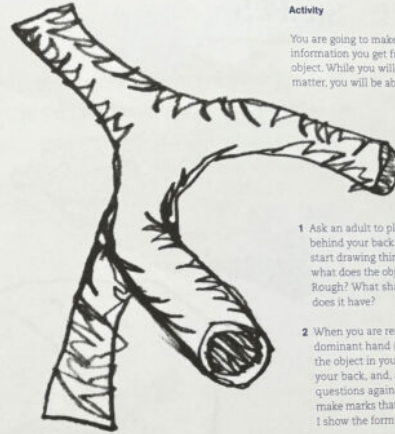 Activity
You are going to make
information you get f
object. While you will
matter, you will be ab
1 Ask an adult to pl
behind your back
start drawing thin
what does the obj
Rough? What sha
does it have?
2 When you are re
dominant hand i
the object in you
your back, and,
questions again
make marks tha
I show the form